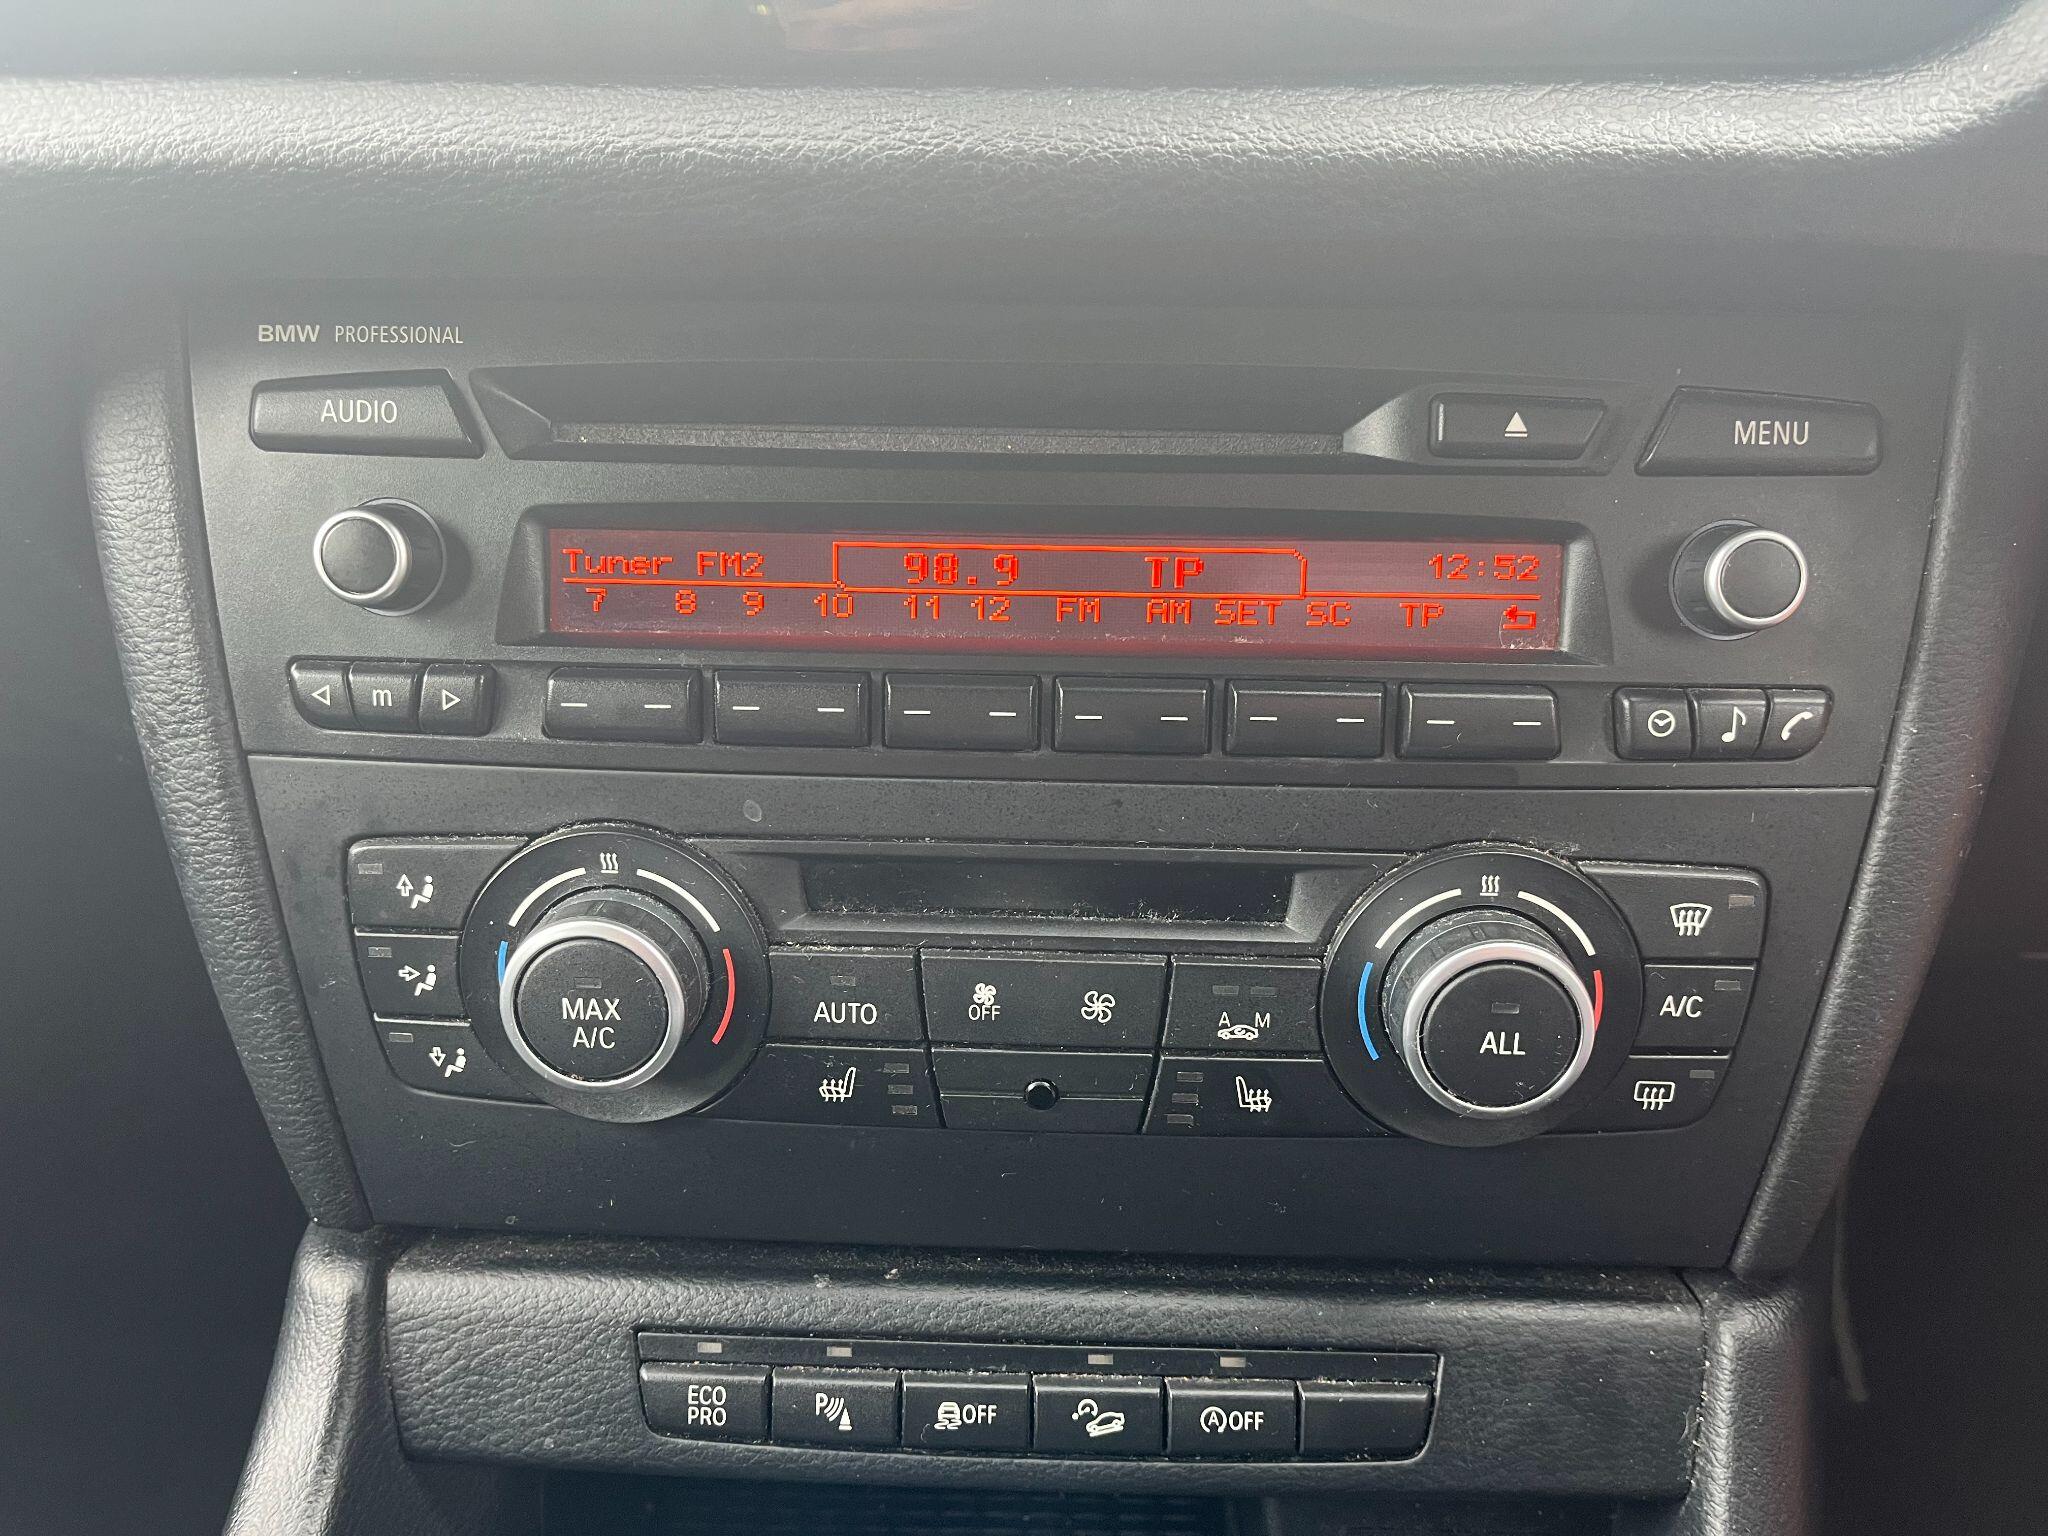 BMW PROFESSIONAL
AUDIO
MENU
Tuner FM2 98.9 TP 12:52
7 8 9 10 11 12 FM AM SET SC TP
m
MAX
A/C
AUTO
OFF
A M
ALL
A/C
ECO
PRO
P
OFF
A OFF